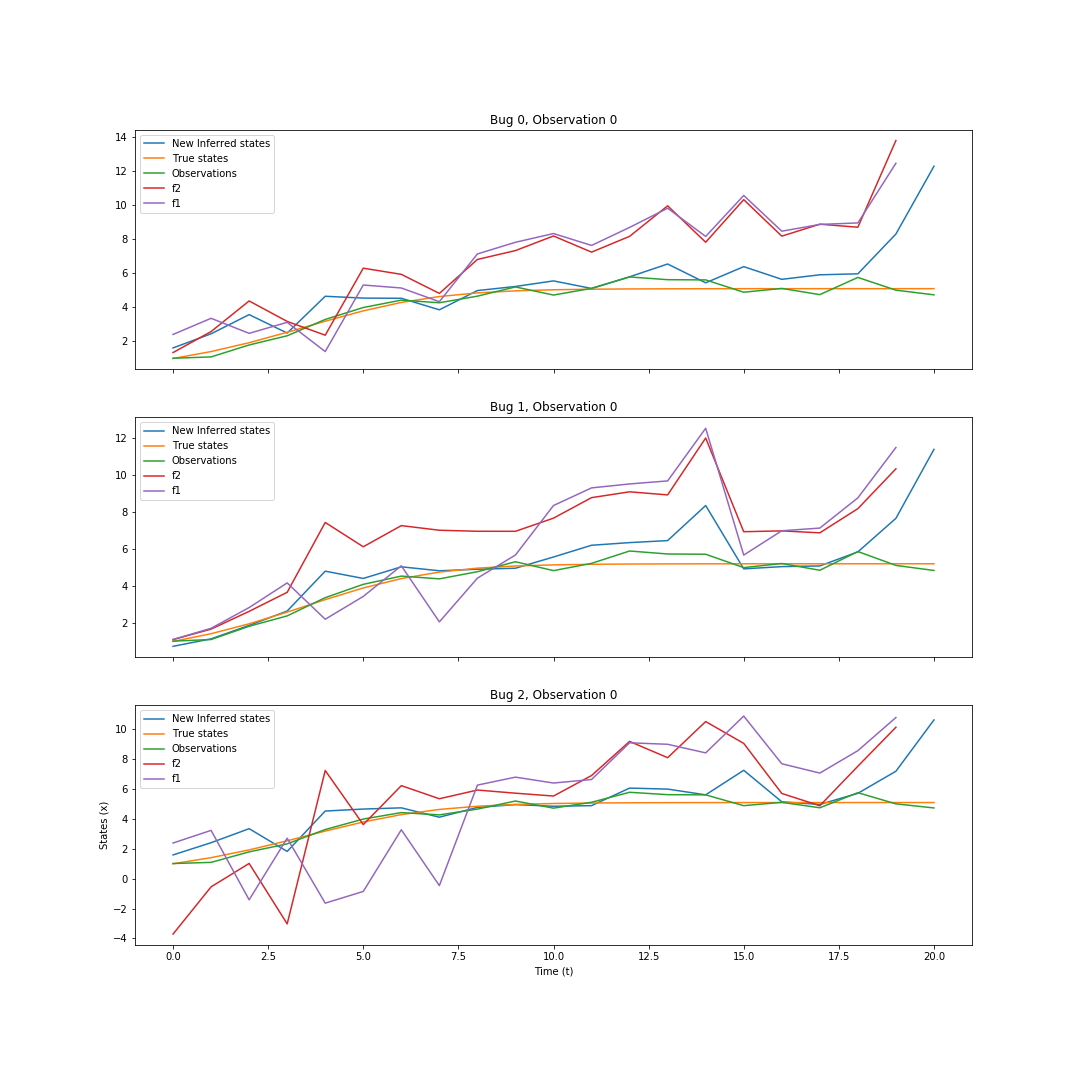 Bug 0, Observation 0
14
12
10
8
6
4
2
New Inferred states
True states
Observations
f2
f1
Bug 1, Observation 0
12
10
8
6
4
2
New Inferred states
True states
Observations
f2
f1
Bug 2, Observation 0
10
8
6
4
2
0
−2
−4
States (x)
New Inferred states
True states
Observations
f2
f1
0.0 2.5 5.0 7.5 10.0 12.5 15.0 17.5 20.0
Time (t)